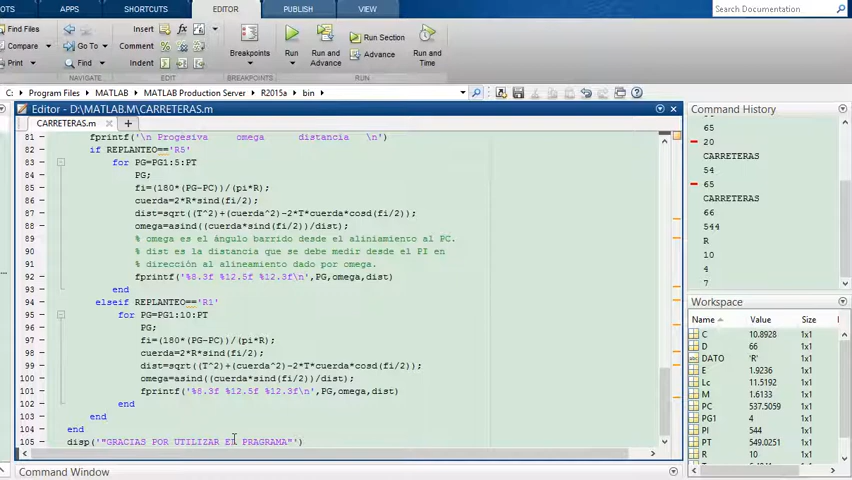 OTS APPS SHORTCUTS EDITOR PUBLISH VIEW Search Documentation
Find Files Insert fx
Compare Go To Comment Breakpoints Run Run and Advance Run Section Advance Run and Time
Print Find Indent
NAVIGATE EDIT BREAKPOINTS RUN
C: Program Files MATLAB MATLAB Production Server R2015a bin
Editor - D:\MATLAB.M\CARRETERAS.m
CARRETERAS.m
81 fprintf('\n Progesiva omega distancia \n')
82 if REPLANTEO=='R5'
83 for PG=PG1:5:PT
84 PG;
85 fi=(180*(PG-PC))/(pi*R);
86 cuerda=2*R*sind(fi/2);
87 dist=sqrt((T^2)+(cuerda^2)-2*T*cuerda*cosd(fi/2));
88 omega=asind((cuerda*sind(fi/2))/dist);
89 % omega es el ángulo barrido desde el aliniamiento al PC.
90 % dist es la distancia que se debe medir desde el PI en
91 % dirección al alineamiento dado por omega.
92 fprintf('%8.3f %12.5f %12.3f\n',PG,omega,dist)
93 end
94 elseif REPLANTEO=='R1'
95 for PG=PG1:10:PT
96 PG;
97 fi=(180*(PG-PC))/(pi*R);
98 cuerda=2*R*sind(fi/2);
99 dist=sqrt((T^2)+(cuerda^2)-2*T*cuerda*cosd(fi/2));
100 omega=asind((cuerda*sind(fi/2))/dist);
101 fprintf('%8.3f %12.5f %12.3f\n',PG,omega,dist)
102 end
103 end
104 end
105 disp('"GRACIAS POR UTILIZAR EL PRAGRAMA"')
Command Window
Command History
65
20
CARRETERAS
54
65
CARRETERAS
66
544
R
10
4
7
Workspace
Name Value Size
C 10.8928 1x1
D 66 1x1
DATO 'R' 1x1
E 1.9236 1x1
Lc 11.5192 1x1
M 1.6133 1x1
PC 537.5059 1x1
PG1 4 1x1
PI 544 1x1
PT 549.0251 1x1
R 10 1x1